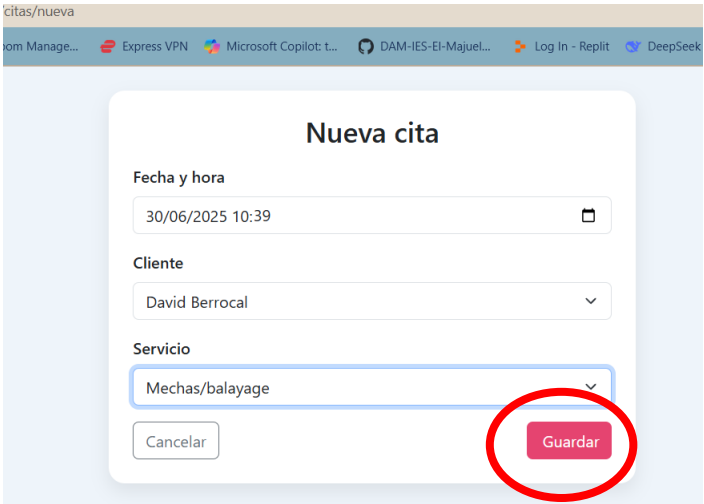 /citas/nueva
oom Manage... Express VPN Microsoft Copilot: t... DAM-IES-El-Majuel... Log In - Replit DeepSeek
Nueva cita
Fecha y hora
30/06/2025 10:39
Cliente
David Berrocal
Servicio
Mechas/balayage
Cancelar Guardar